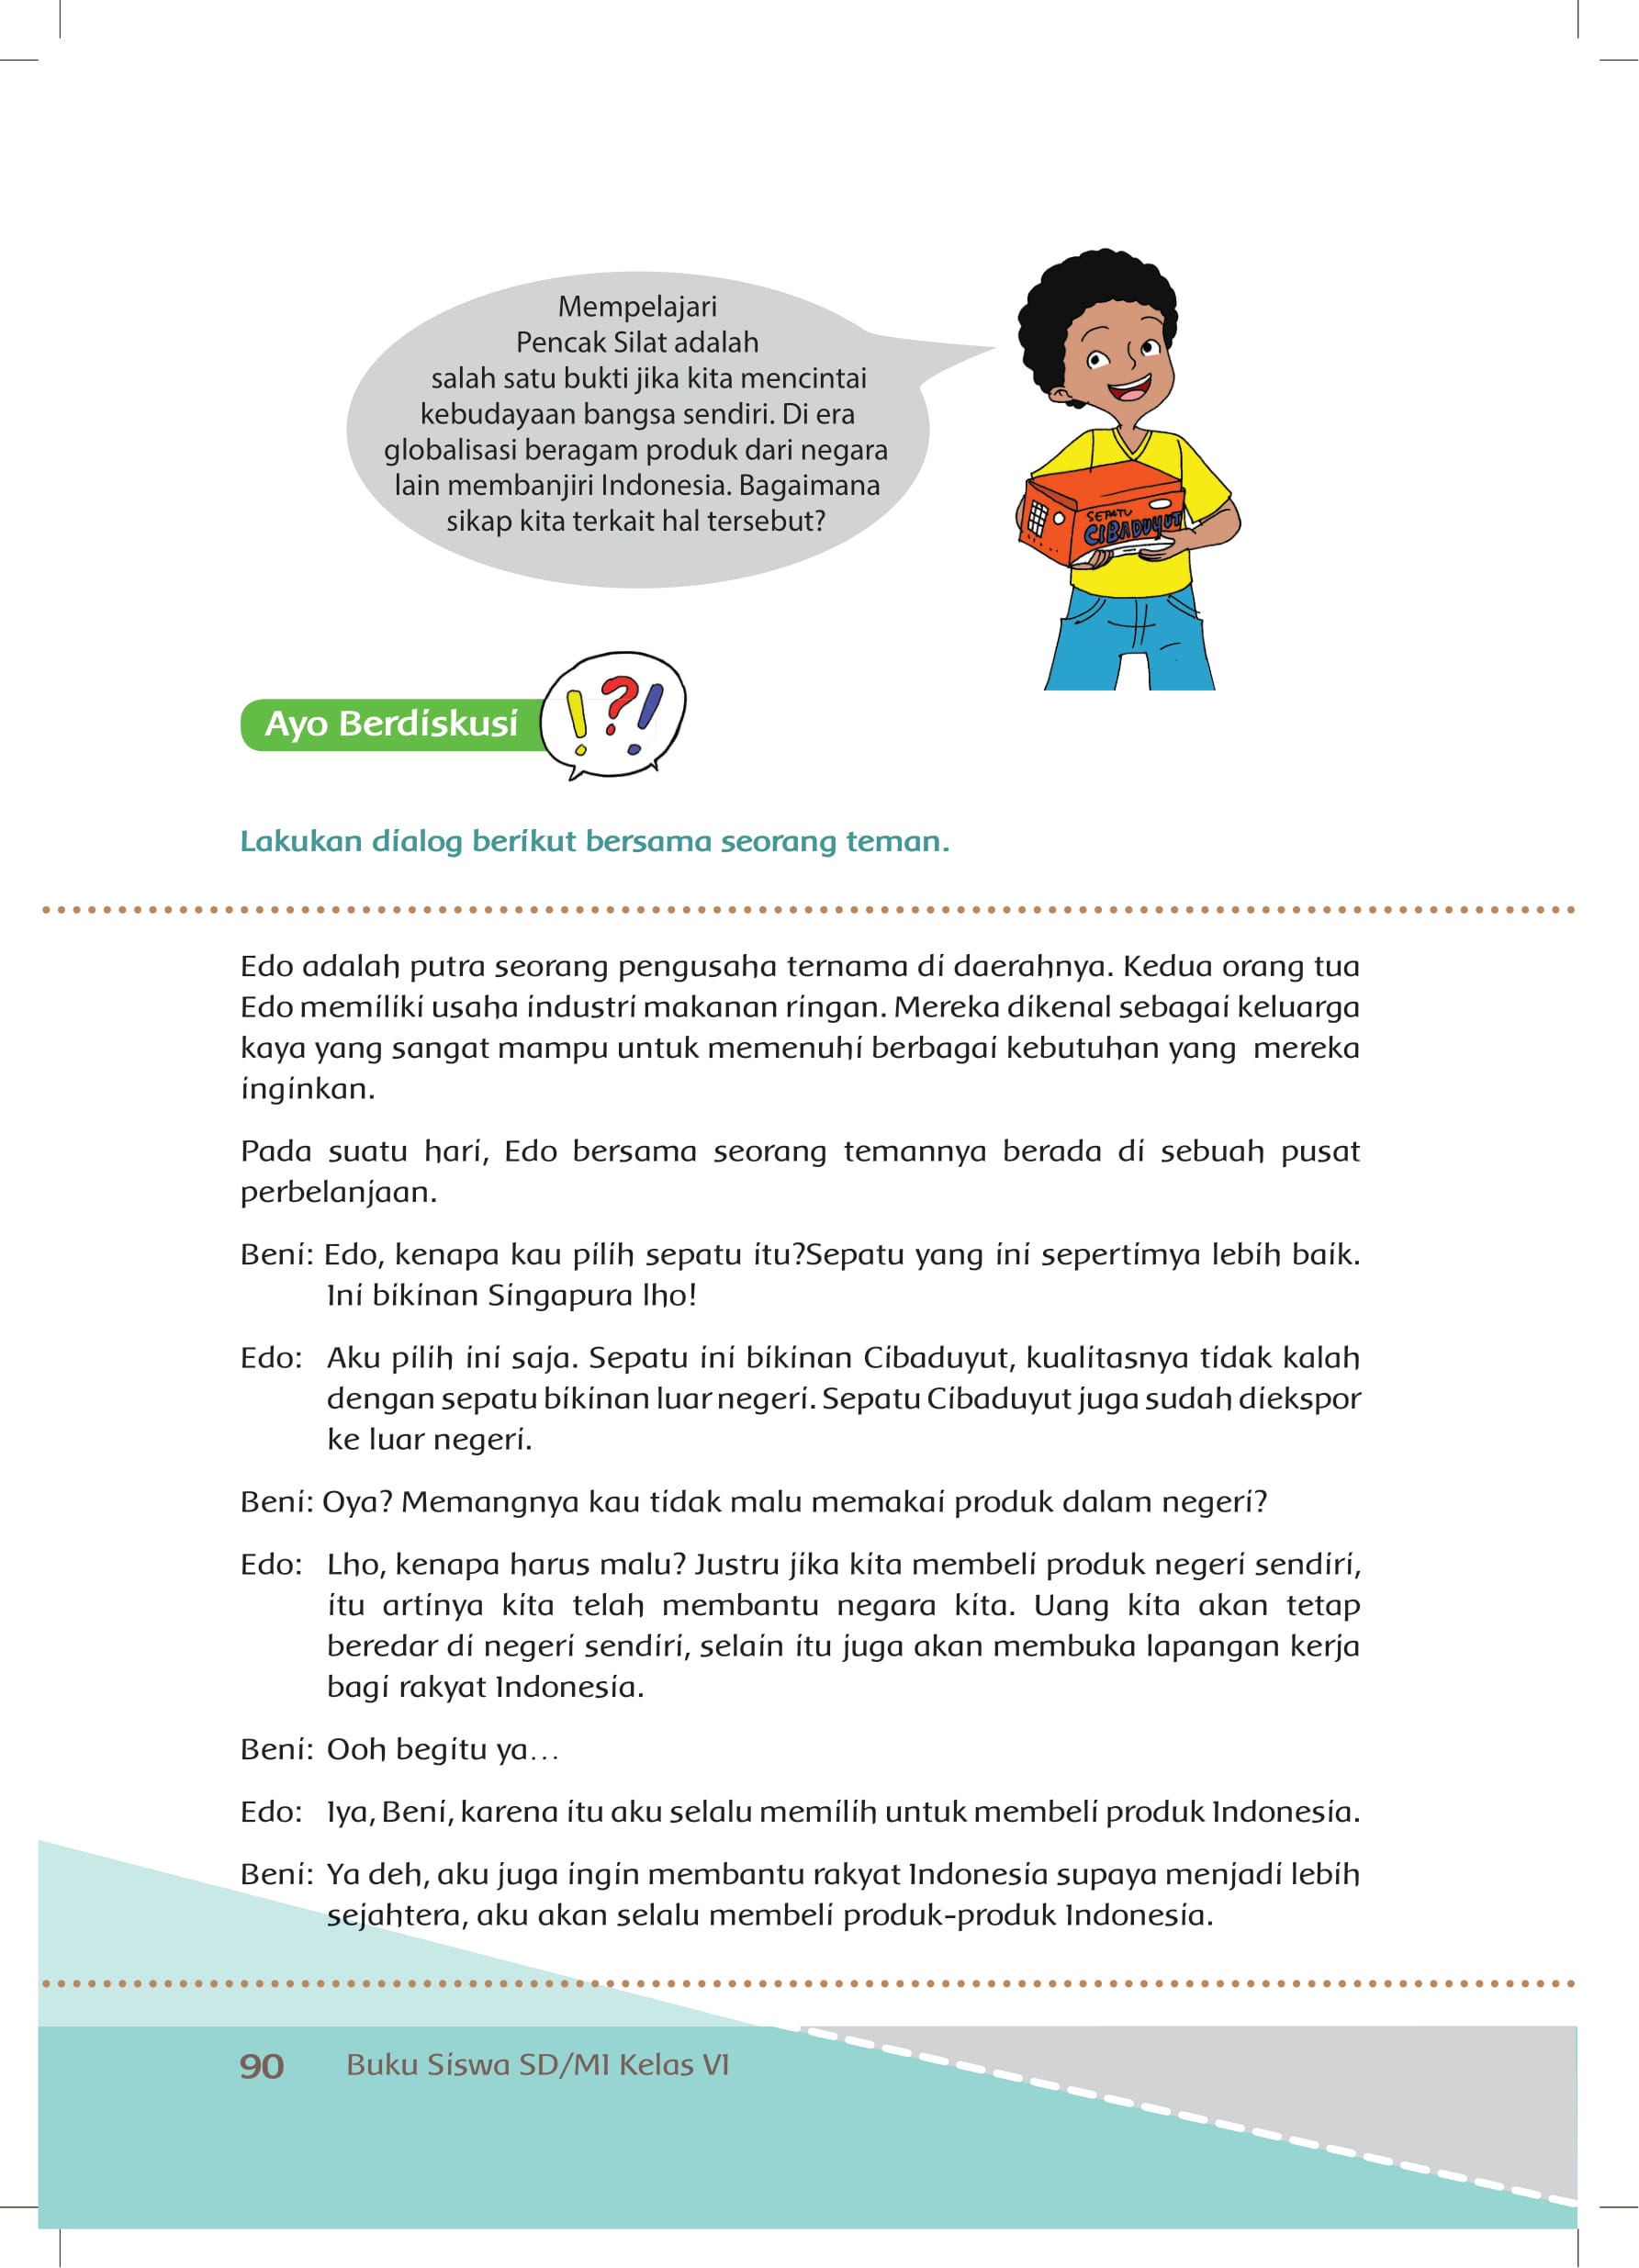 Mempelajari
Pencak Silat adalah
salah satu bukti jika kita mencintai
kebudayaan bangsa sendiri. Di era
globalisasi beragam produk dari negara
lain membanjiri Indonesia. Bagaimana
sikap kita terkait hal tersebut?
SEPATU
CIBADUYUT
Ayo Berdiskusi
! ? !
Lakukan dialog berikut bersama seorang teman.
Edo adalah putra seorang pengusaha ternama di daerahnya. Kedua orang tua
Edo memiliki usaha industri makanan ringan. Mereka dikenal sebagai keluarga
kaya yang sangat mampu untuk memenuhi berbagai kebutuhan yang mereka
inginkan.
Pada suatu hari, Edo bersama seorang temannya berada di sebuah pusat
perbelanjaan.
Beni: Edo, kenapa kau pilih sepatu itu?Sepatu yang ini sepertimya lebih baik.
Ini bikinan Singapura lho!
Edo: Aku pilih ini saja. Sepatu ini bikinan Cibaduyut, kualitasnya tidak kalah
dengan sepatu bikinan luar negeri. Sepatu Cibaduyut juga sudah diekspor
ke luar negeri.
Beni: Oya? Memangnya kau tidak malu memakai produk dalam negeri?
Edo: Lho, kenapa harus malu? Justru jika kita membeli produk negeri sendiri,
itu artinya kita telah membantu negara kita. Uang kita akan tetap
beredar di negeri sendiri, selain itu juga akan membuka lapangan kerja
bagi rakyat Indonesia.
Beni: Ooh begitu ya…
Edo: Iya, Beni, karena itu aku selalu memilih untuk membeli produk Indonesia.
Beni: Ya deh, aku juga ingin membantu rakyat Indonesia supaya menjadi lebih
sejahtera, aku akan selalu membeli produk-produk Indonesia.
90 Buku Siswa SD/MI Kelas VI